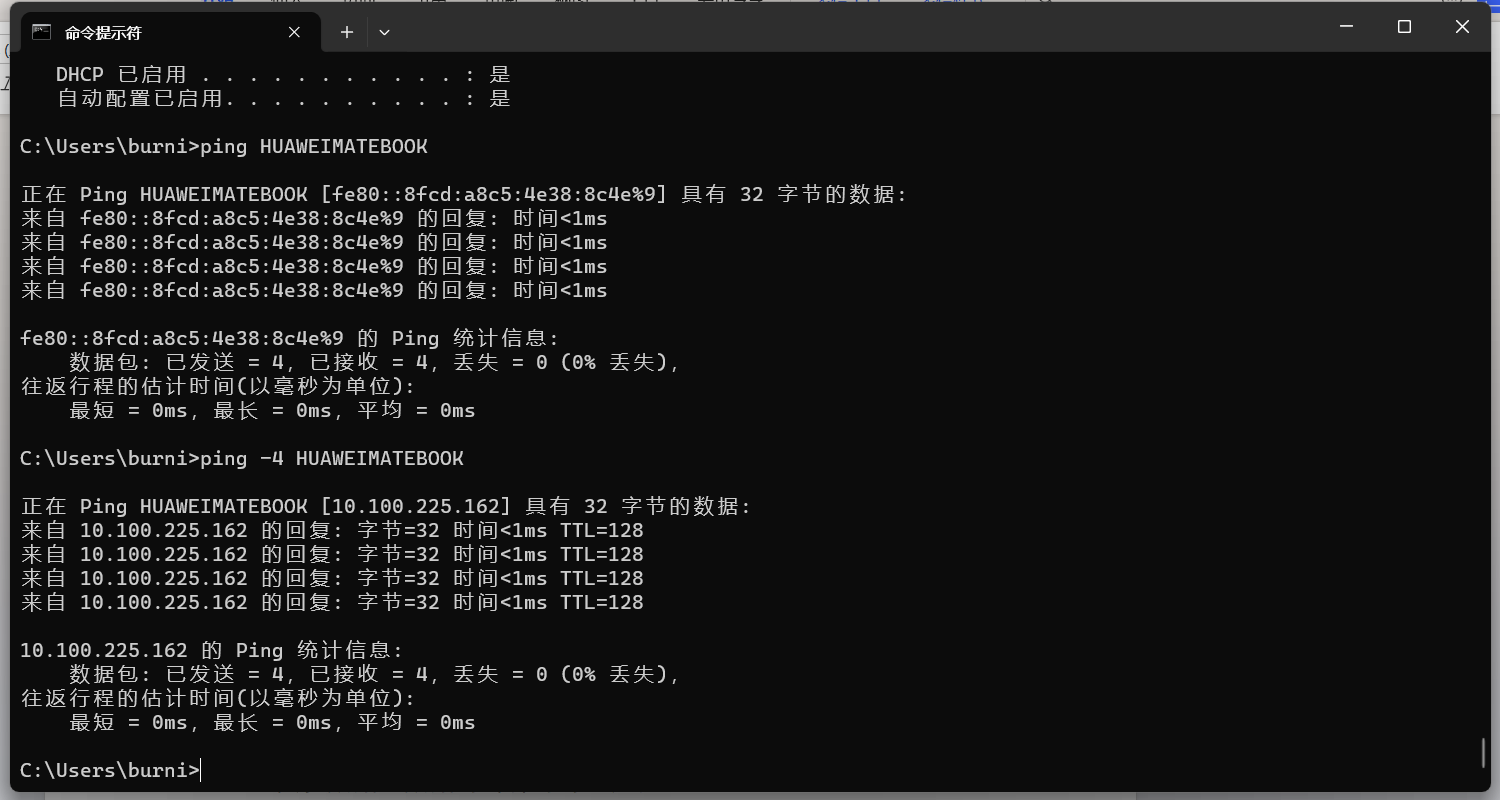 命令提示符
DHCP 已启用 . . . . . . . . . . . : 是
自动配置已启用. . . . . . . . . . : 是
C:\Users\burni>ping HUAWEIMATEBOOK
正在 Ping HUAWEIMATEBOOK [fe80::8fcd:a8c5:4e38:8c4e%9] 具有 32 字节的数据:
来自 fe80::8fcd:a8c5:4e38:8c4e%9 的回复: 时间<1ms
来自 fe80::8fcd:a8c5:4e38:8c4e%9 的回复: 时间<1ms
来自 fe80::8fcd:a8c5:4e38:8c4e%9 的回复: 时间<1ms
来自 fe80::8fcd:a8c5:4e38:8c4e%9 的回复: 时间<1ms
fe80::8fcd:a8c5:4e38:8c4e%9 的 Ping 统计信息:
数据包: 已发送 = 4, 已接收 = 4, 丢失 = 0 (0% 丢失),
往返行程的估计时间(以毫秒为单位):
最短 = 0ms, 最长 = 0ms, 平均 = 0ms
C:\Users\burni>ping -4 HUAWEIMATEBOOK
正在 Ping HUAWEIMATEBOOK [10.100.225.162] 具有 32 字节的数据:
来自 10.100.225.162 的回复: 字节=32 时间<1ms TTL=128
来自 10.100.225.162 的回复: 字节=32 时间<1ms TTL=128
来自 10.100.225.162 的回复: 字节=32 时间<1ms TTL=128
来自 10.100.225.162 的回复: 字节=32 时间<1ms TTL=128
10.100.225.162 的 Ping 统计信息:
数据包: 已发送 = 4, 已接收 = 4, 丢失 = 0 (0% 丢失),
往返行程的估计时间(以毫秒为单位):
最短 = 0ms, 最长 = 0ms, 平均 = 0ms
C:\Users\burni>